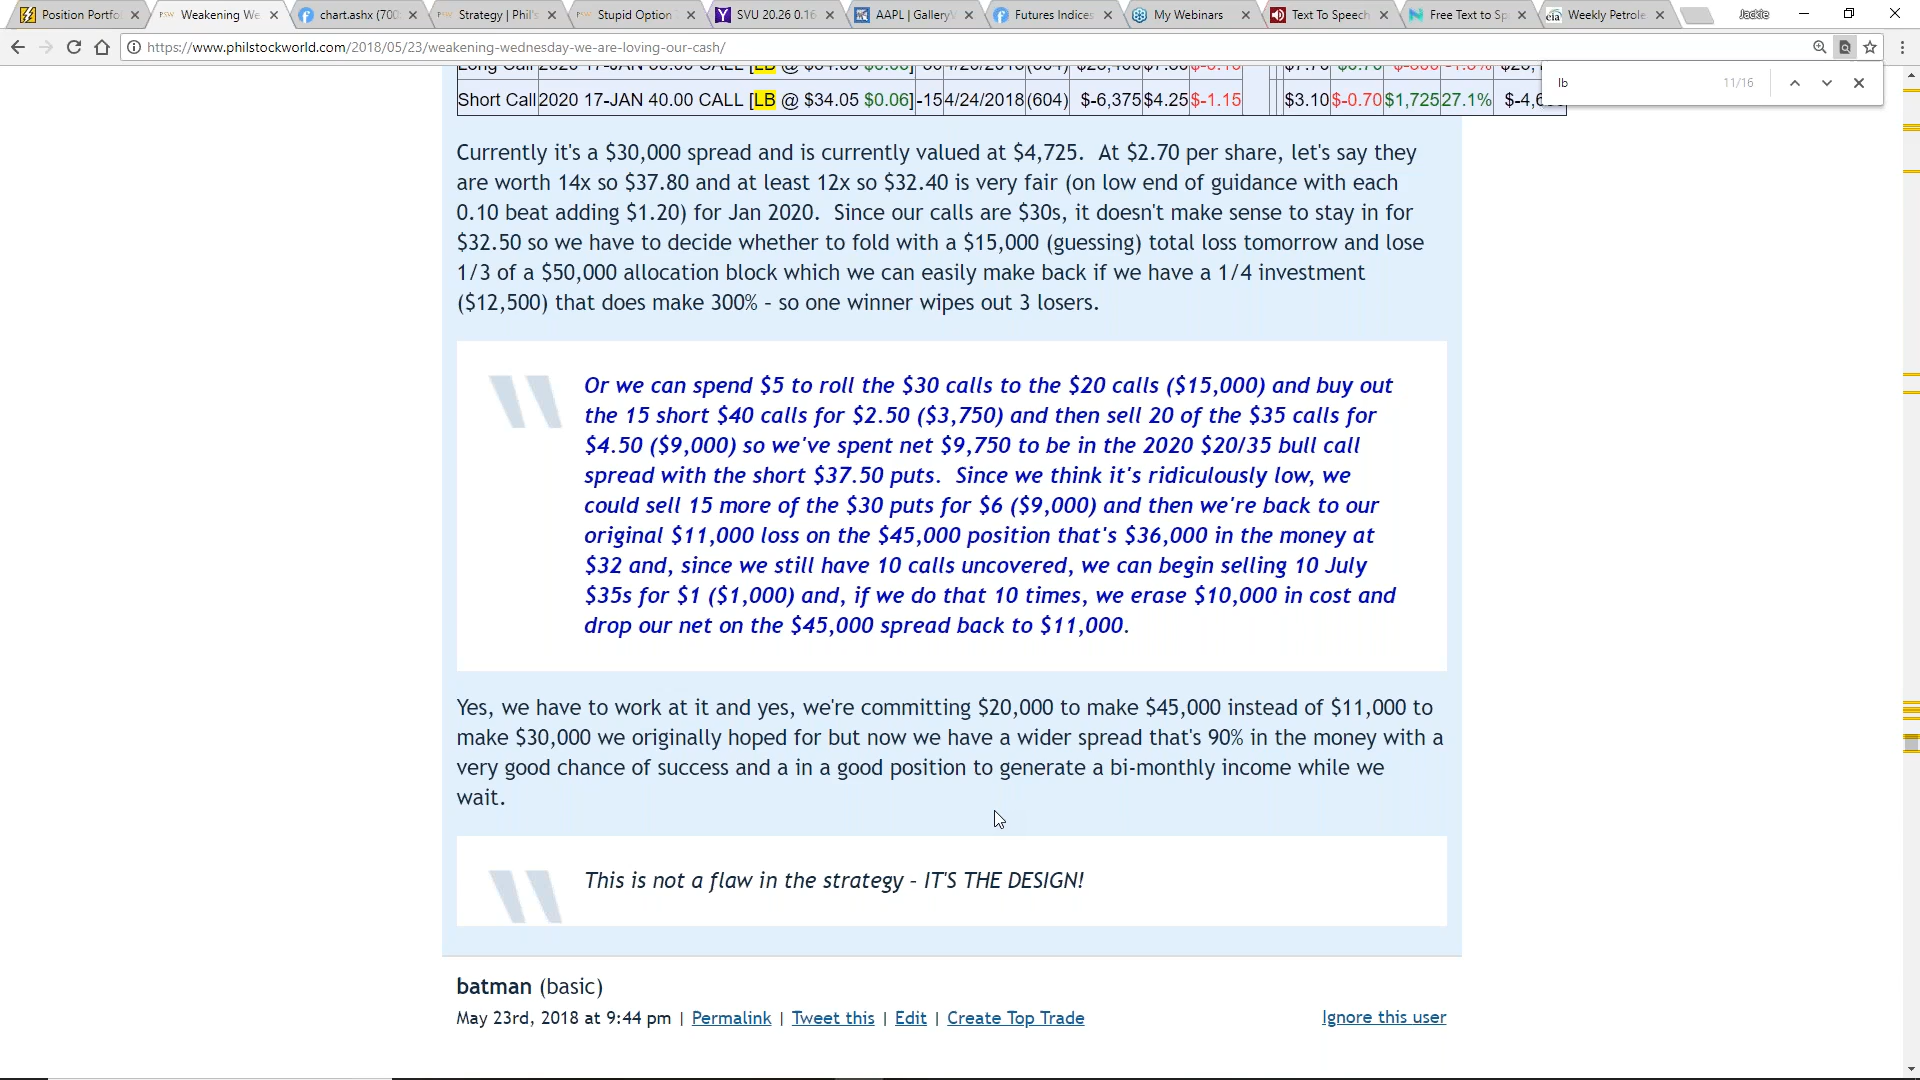 Position Portfo
Weakening We
chart.ashx (700
Strategy | Phil's
Stupid Option
SVU 20.26 0.16
AAPL | Gallery
Futures Indices
My Webinars
Text To Speech
Free Text to Sp
Weekly Petrole
Jackie
https://www.philstockworld.com/2018/05/23/weakening-wednesday-we-are-loving-our-cash/
lb 11/16
Short Call 2020 17-JAN 40.00 CALL [LB @ $34.05 $0.06] -15 4/24/2018 (604) $-6,375 $4.25 $-1.15 $3.10 $-0.70 $1,725 27.1%
Currently it's a $30,000 spread and is currently valued at $4,725. At $2.70 per share, let's say they
are worth 14x so $37.80 and at least 12x so $32.40 is very fair (on low end of guidance with each
0.10 beat adding $1.20) for Jan 2020. Since our calls are $30s, it doesn't make sense to stay in for
$32.50 so we have to decide whether to fold with a $15,000 (guessing) total loss tomorrow and lose
1/3 of a $50,000 allocation block which we can easily make back if we have a 1/4 investment
($12,500) that does make 300% – so one winner wipes out 3 losers.
Or we can spend $5 to roll the $30 calls to the $20 calls ($15,000) and buy out
the 15 short $40 calls for $2.50 ($3,750) and then sell 20 of the $35 calls for
$4.50 ($9,000) so we've spent net $9,750 to be in the 2020 $20/35 bull call
spread with the short $37.50 puts. Since we think it's ridiculously low, we
could sell 15 more of the $30 puts for $6 ($9,000) and then we're back to our
original $11,000 loss on the $45,000 position that's $36,000 in the money at
$32 and, since we still have 10 calls uncovered, we can begin selling 10 July
$35s for $1 ($1,000) and, if we do that 10 times, we erase $10,000 in cost and
drop our net on the $45,000 spread back to $11,000.
Yes, we have to work at it and yes, we're committing $20,000 to make $45,000 instead of $11,000 to
make $30,000 we originally hoped for but now we have a wider spread that's 90% in the money with a
very good chance of success and a in a good position to generate a bi-monthly income while we
wait.
This is not a flaw in the strategy – IT'S THE DESIGN!
batman (basic)
May 23rd, 2018 at 9:44 pm | Permalink | Tweet this | Edit | Create Top Trade
Ignore this user